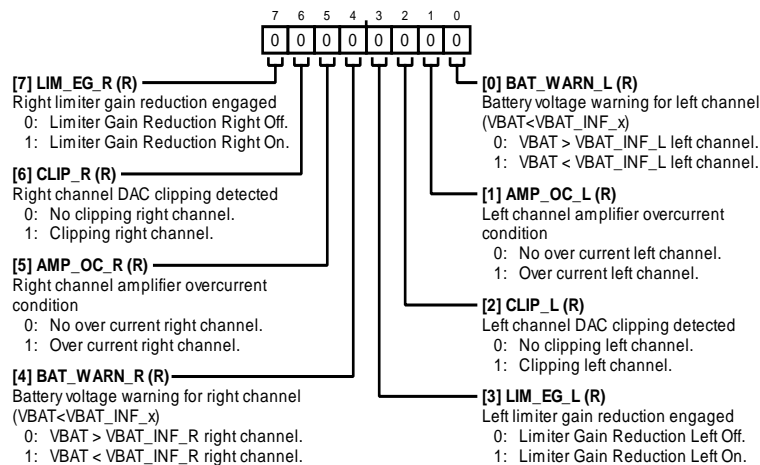 7 6 5 4 3 2 1 0
0 0 0 0 0 0 0 0
[7] LIM_EG_R (R)
Right limiter gain reduction engaged
0: Limiter Gain Reduction Right Off.
1: Limiter Gain Reduction Right On.
[6] CLIP_R (R)
Right channel DAC clipping detected
0: No clipping right channel.
1: Clipping right channel.
[5] AMP_OC_R (R)
Right channel amplifier overcurrent
condition
0: No over current right channel.
1: Over current right channel.
[4] BAT_WARN_R (R)
Battery voltage warning for right channel
(VBAT<VBAT_INF_x)
0: VBAT > VBAT_INF_R right channel.
1: VBAT < VBAT_INF_R right channel.
[0] BAT_WARN_L (R)
Battery voltage warning for left channel
(VBAT<VBAT_INF_x)
0: VBAT > VBAT_INF_L left channel.
1: VBAT < VBAT_INF_L left channel.
[1] AMP_OC_L (R)
Left channel amplifier overcurrent
condition
0: No over current left channel.
1: Over current left channel.
[2] CLIP_L (R)
Left channel DAC clipping detected
0: No clipping left channel.
1: Clipping left channel.
[3] LIM_EG_L (R)
Left limiter gain reduction engaged
0: Limiter Gain Reduction Left Off.
1: Limiter Gain Reduction Left On.